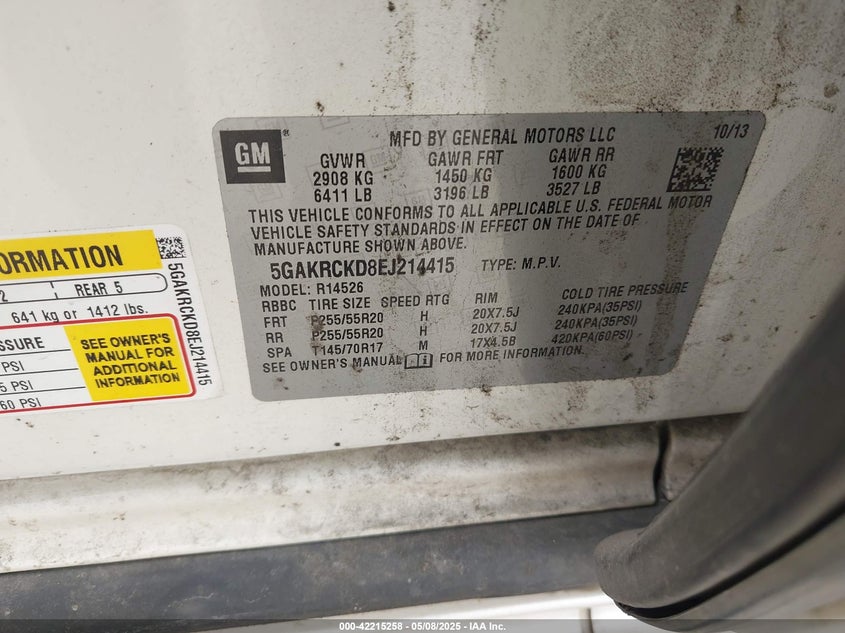 GM
®
MFD BY GENERAL MOTORS LLC
10/13
GVWR GAWR FRT GAWR RR
2908 KG 1450 KG 1600 KG
6411 LB 3196 LB 3527 LB
THIS VEHICLE CONFORMS TO ALL APPLICABLE U.S. FEDERAL MOTOR
VEHICLE SAFETY STANDARDS IN EFFECT ON THE DATE OF
MANUFACTURE SHOWN ABOVE.
5GAKRCKD8EJ214415 TYPE: M.P.V.
MODEL: R14526
RBBC TIRE SIZE SPEED RTG RIM COLD TIRE PRESSURE
FRT P255/55R20 H 20X7.5J 240KPA(35PSI)
RR P255/55R20 H 20X7.5J 240KPA(35PSI)
SPA T145/70R17 M 17X4.5B 420KPA(60PSI)
SEE OWNER'S MANUAL FOR MORE INFORMATION.
ORMATION
2 REAR 5
641 kg or 1412 lbs.
ESSURE
PSI
5 PSI
60 PSI
SEE OWNER'S
MANUAL FOR
ADDITIONAL
INFORMATION
5GAKRCKD8EJ214415
000-42215258 - 05/08/2025 - IAA Inc.